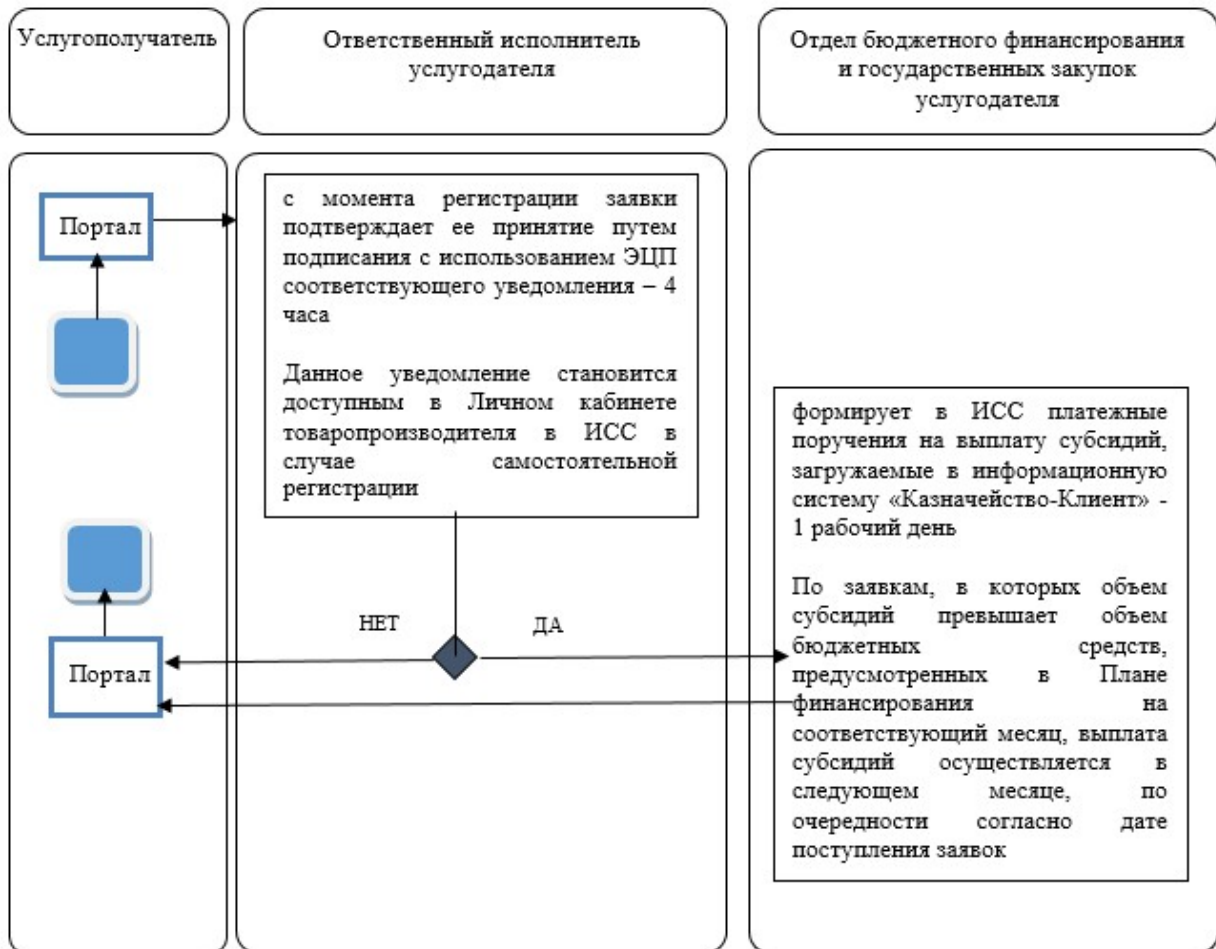 Услугополучатель
Ответственный исполнитель
услугодателя
Отдел бюджетного финансирования
и государственных закупок
услугодателя
Портал
с момента регистрации заявки
подтверждает ее принятие путем
подписания с использованием ЭЦП
соответствующего уведомления – 4
часа
Данное уведомление становится
доступным в Личном кабинете
товаропроизводителя в ИСС в
случае самостоятельной
регистрации
формирует в ИСС платежные
поручения на выплату субсидий,
загружаемые в информационную
систему «Казначейство-Клиент» -
1 рабочий день
По заявкам, в которых объем
субсидий превышает объем
бюджетных средств,
предусмотренных в Плане
финансирования на
соответствующий месяц, выплата
субсидий осуществляется в
следующем месяце, по
очередности согласно дате
поступления заявок
НЕТ
ДА
Портал